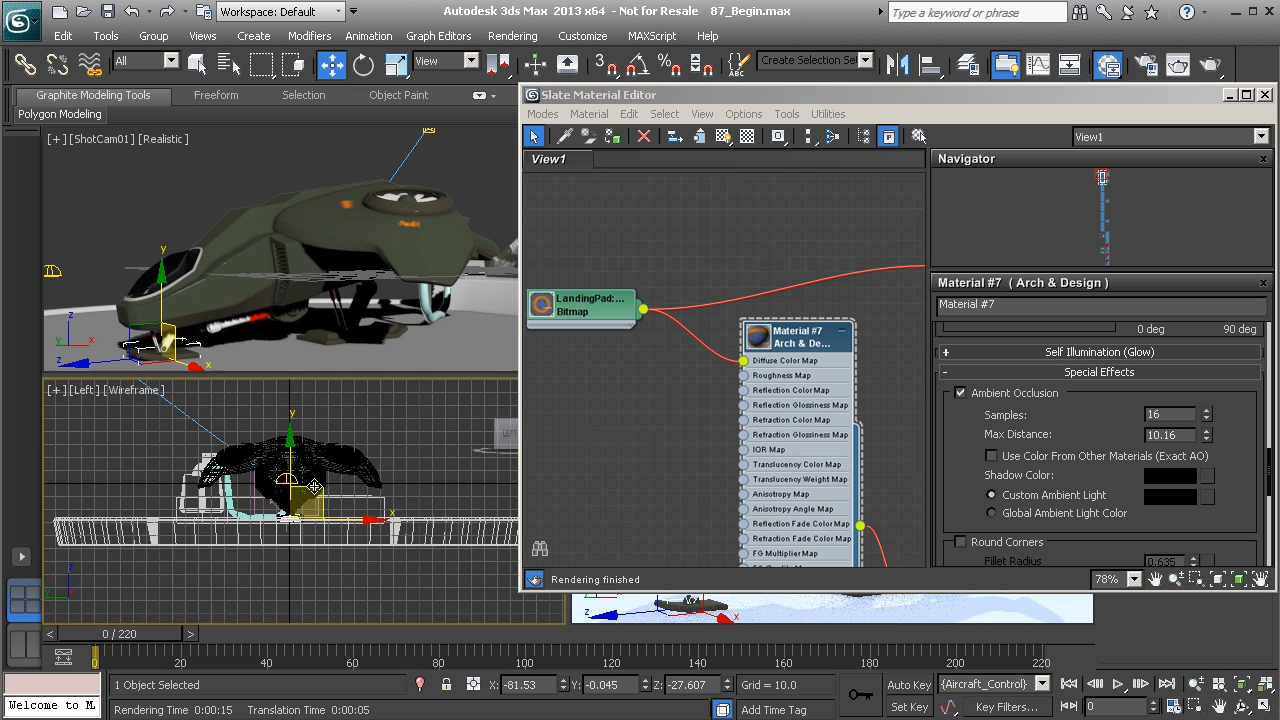 Workspace: Default
Autodesk 3ds Max 2013 x64 - Not for Resale 87_Begin.max
Type a keyword or phrase
Edit Tools Group Views Create Modifiers Animation Graph Editors Rendering Customize MAXScript Help
All
View
Create Selection Se
Graphite Modeling Tools Freeform Selection Object Paint
Polygon Modeling
Slate Material Editor
Modes Material Edit Select View Options Tools Utilities
View1
View1
Navigator
[+] [ShotCam01] [Realistic]
LandingPad:...
Bitmap
Material #7
Arch & De...
Diffuse Color Map
Roughness Map
Reflection Color Map
Reflection Glossiness Map
Refraction Color Map
Refraction Glossiness Map
IOR Map
Translucency Color Map
Translucency Weight Map
Anisotropy Map
Anisotropy Angle Map
Reflection Fade Color Map
Refraction Fade Color Map
FG Multiplier Map
Material #7 ( Arch & Design )
Material #7
0 deg 90 deg
+ Self Illumination (Glow)
- Special Effects
Ambient Occlusion
Samples: 16
Max Distance: 10.16
Use Color From Other Materials (Exact AO)
Shadow Color:
Custom Ambient Light
Global Ambient Light Color
Round Corners
Fillet Radius 0.635
[+] [Left] [Wireframe]
y
z
x
Rendering finished
78%
< 0 / 220 >
0 20 40 60 80 100 120 140 160 180 200 220
1 Object Selected
X: -81.53 Y: -0.045 Z: -27.607 Grid = 10.0
Auto Key {Aircraft_Control}
Welcome to M.
Rendering Time 0:00:15 Translation Time 0:00:05
Add Time Tag
Set Key Key Filters... 0